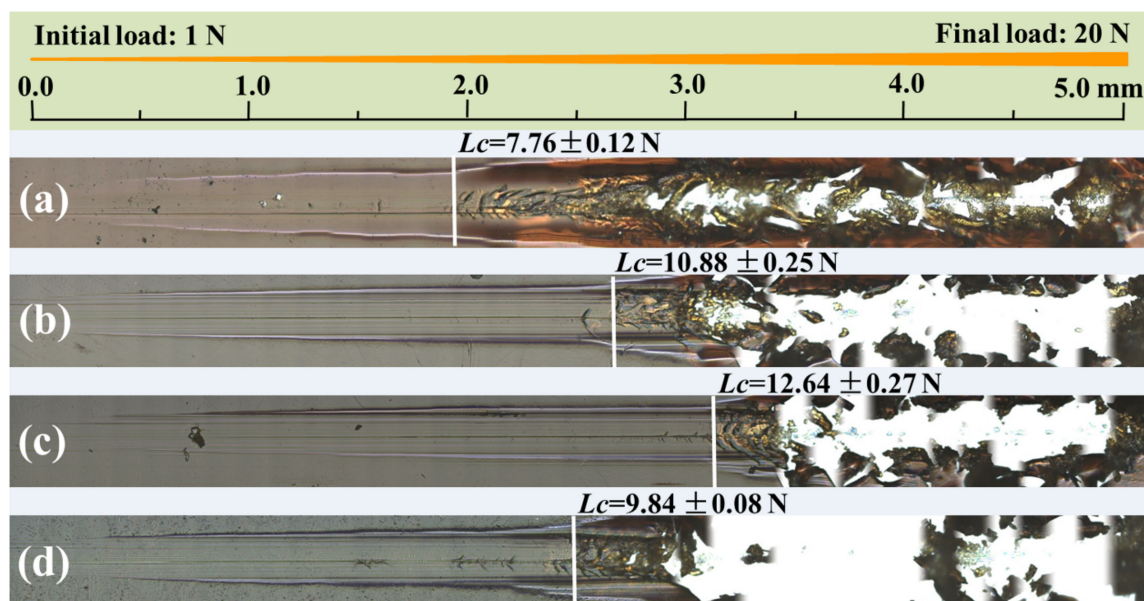 Initial load: 1 N Final load: 20 N
0.0 1.0 2.0 3.0 4.0 5.0 mm
Lc=7.76±0.12 N
(a)
Lc=10.88 ±0.25 N
(b)
Lc=12.64 ±0.27 N
(c)
Lc=9.84 ±0.08 N
(d)